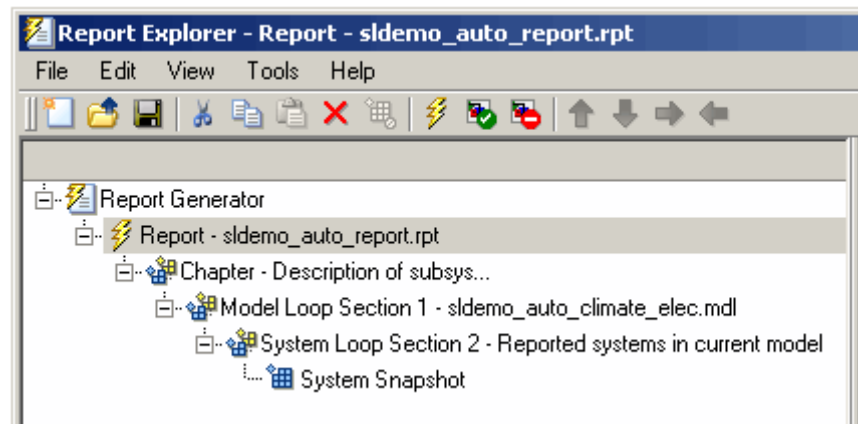 Report Explorer - Report - sldemo_auto_report.rpt
File Edit View Tools Help
Report Generator
Report - sldemo_auto_report.rpt
Chapter - Description of subsys...
Model Loop Section 1 - sldemo_auto_climate_elec.mdl
System Loop Section 2 - Reported systems in current model
System Snapshot